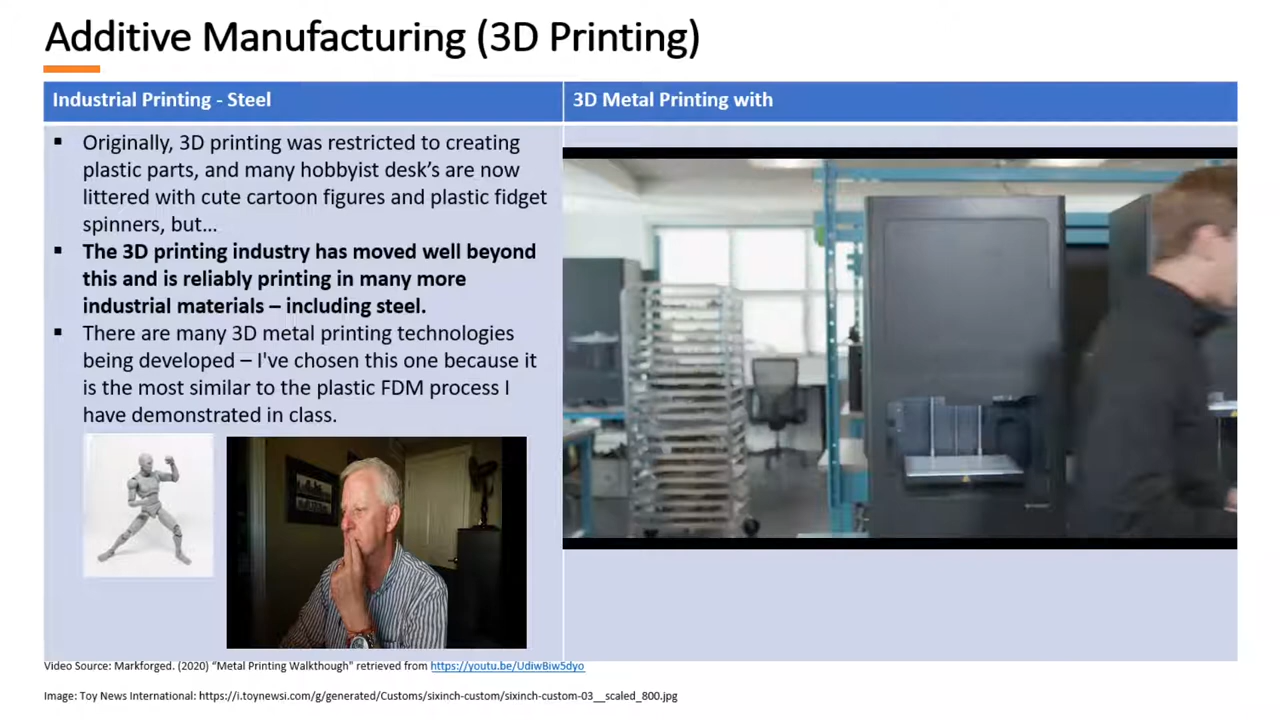 Additive Manufacturing (3D Printing)
Industrial Printing - Steel
3D Metal Printing with
▪ Originally, 3D printing was restricted to creating
plastic parts, and many hobbyist desk's are now
littered with cute cartoon figures and plastic fidget
spinners, but...
▪ The 3D printing industry has moved well beyond
this and is reliably printing in many more
industrial materials – including steel.
▪ There are many 3D metal printing technologies
being developed – I've chosen this one because it
is the most similar to the plastic FDM process I
have demonstrated in class.
Video Source: Markforged. (2020) “Metal Printing Walkthough" retrieved from https://youtu.be/UdiwBiw5dyo
Image: Toy News International: https://i.toynewsi.com/g/generated/Customs/sixinch-custom/sixinch-custom-03__scaled_800.jpg